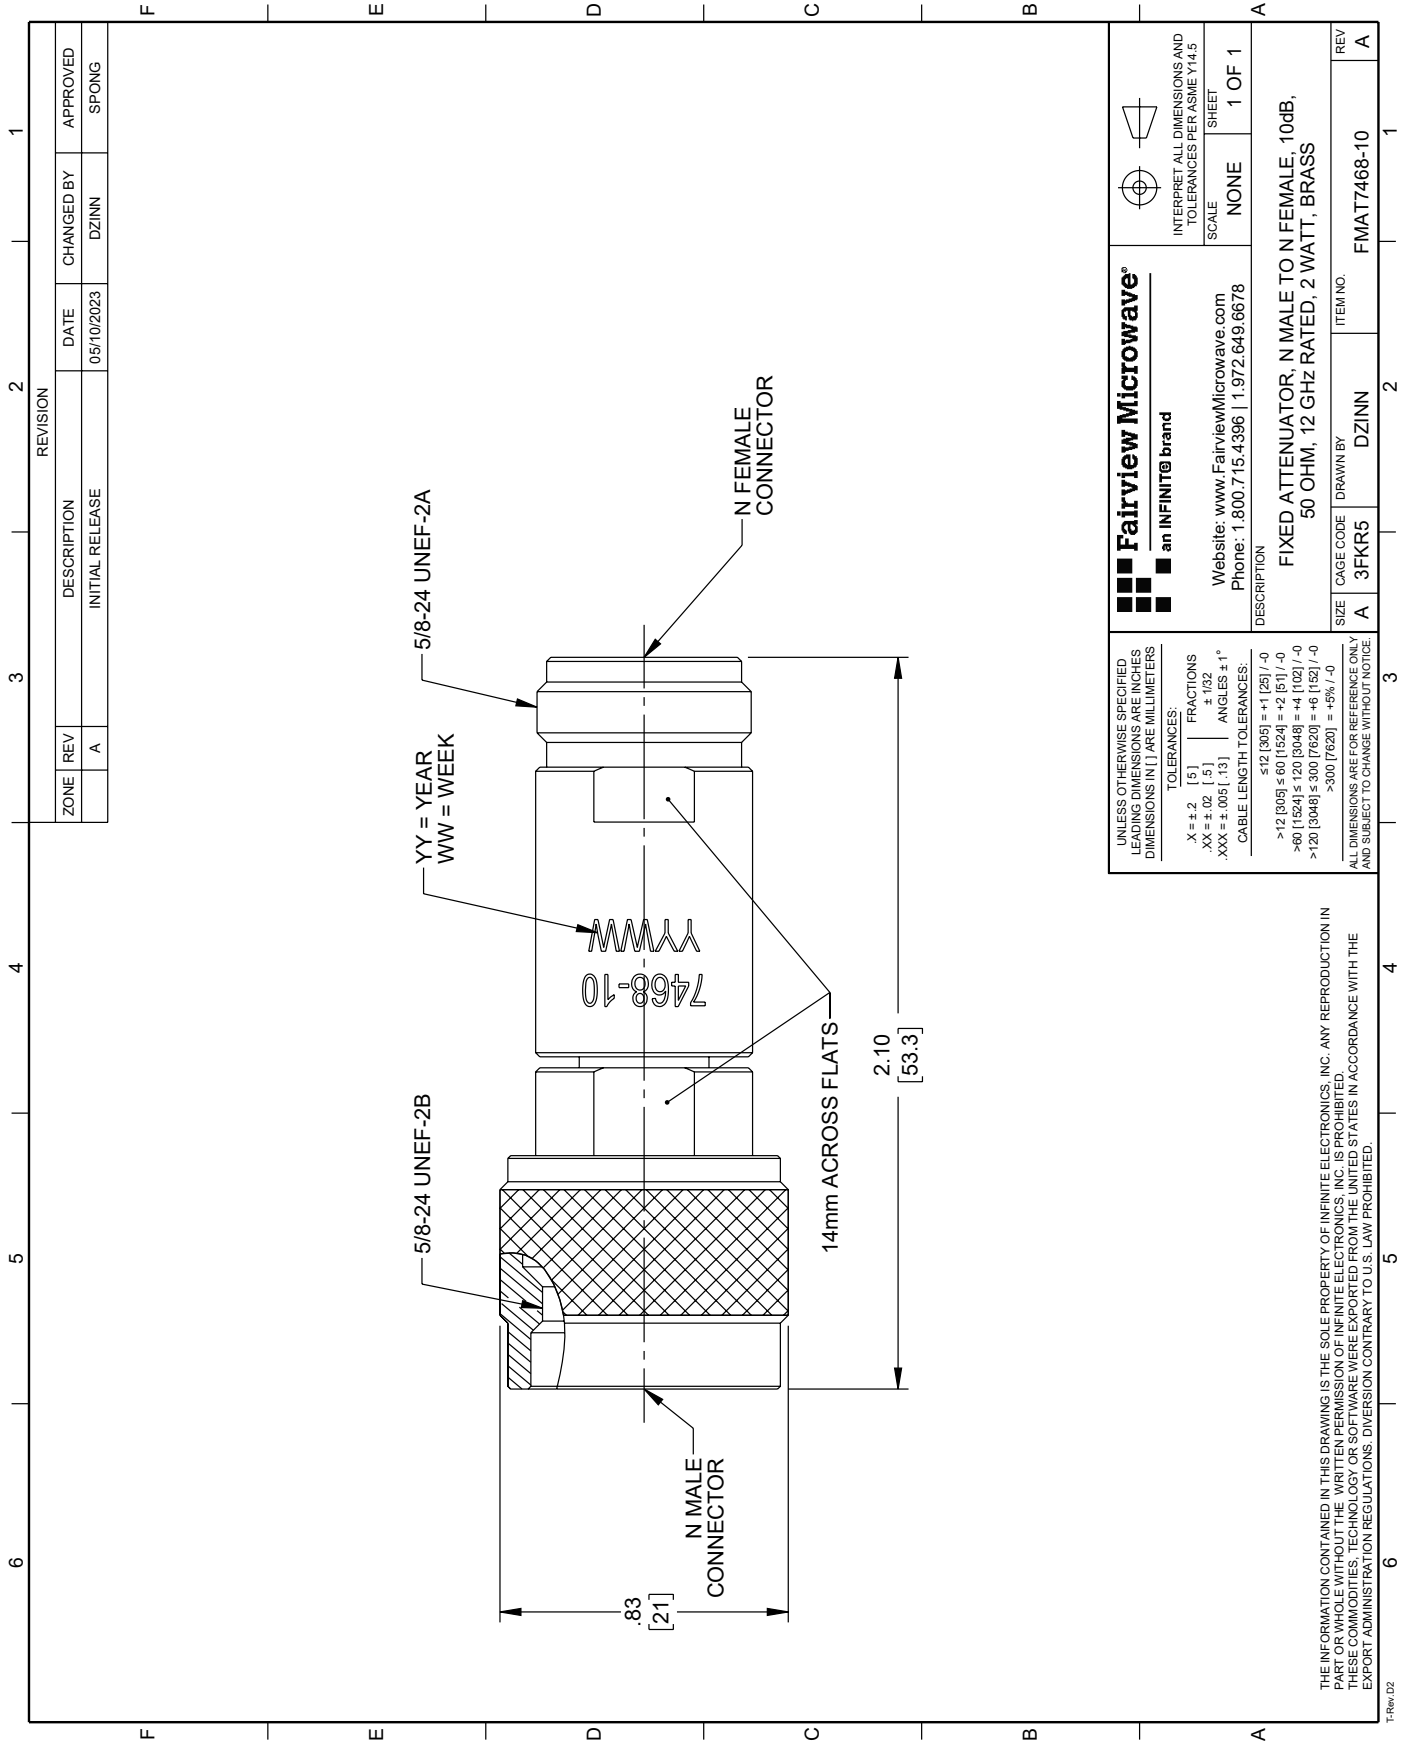 REVISION
ZONE REV DESCRIPTION DATE CHANGED BY APPROVED
A INITIAL RELEASE 05/10/2023 DZINN SPONG
6 5 4 3 2 1
F F
E E
D D
C C
B B
A A
5/8-24 UNEF-2B
YY = YEAR
WW = WEEK
5/8-24 UNEF-2A
7468-10
YYWW
N MALE
CONNECTOR
N FEMALE
CONNECTOR
.83
[21]
14mm ACROSS FLATS
2.10
[53.3]
UNLESS OTHERWISE SPECIFIED
LEADING DIMENSIONS ARE INCHES
DIMENSIONS IN [ ] ARE MILLIMETERS
TOLERANCES:
.X = ±.2 [5] FRACTIONS
.XX = ±.02 [.5] ± 1/32
.XXX = ±.005 [.13] ANGLES ± 1°
CABLE LENGTH TOLERANCES:
≤12 [305] = +1 [25] / -0
>12 [305] ≤ 60 [1524] = +2 [51] / -0
>60 [1524] ≤ 120 [3048] = +4 [102] / -0
>120 [3048] ≤ 300 [7620] = +6 [152] / -0
>300 [7620] = +5% / -0
ALL DIMENSIONS ARE FOR REFERENCE ONLY
AND SUBJECT TO CHANGE WITHOUT NOTICE.
Fairview Microwave®
an INFINITE brand
Website: www.FairviewMicrowave.com
Phone: 1.800.715.4396 | 1.972.649.6678
INTERPRET ALL DIMENSIONS AND
TOLERANCES PER ASME Y14.5
SCALE NONE SHEET 1 OF 1
DESCRIPTION
FIXED ATTENUATOR, N MALE TO N FEMALE, 10dB,
50 OHM, 12 GHz RATED, 2 WATT, BRASS
SIZE A CAGE CODE 3FKR5 DRAWN BY DZINN ITEM NO. FMAT7468-10 REV A
THE INFORMATION CONTAINED IN THIS DRAWING IS THE SOLE PROPERTY OF INFINITE ELECTRONICS, INC. ANY REPRODUCTION IN
PART OR WHOLE WITHOUT THE WRITTEN PERMISSION OF INFINITE ELECTRONICS, INC. IS PROHIBITED.
THESE COMMODITIES, TECHNOLOGY OR SOFTWARE WERE EXPORTED FROM THE UNITED STATES IN ACCORDANCE WITH THE
EXPORT ADMINISTRATION REGULATIONS. DIVERSION CONTRARY TO U.S. LAW PROHIBITED.
T-Rev.D2
6 5 4 3 2 1